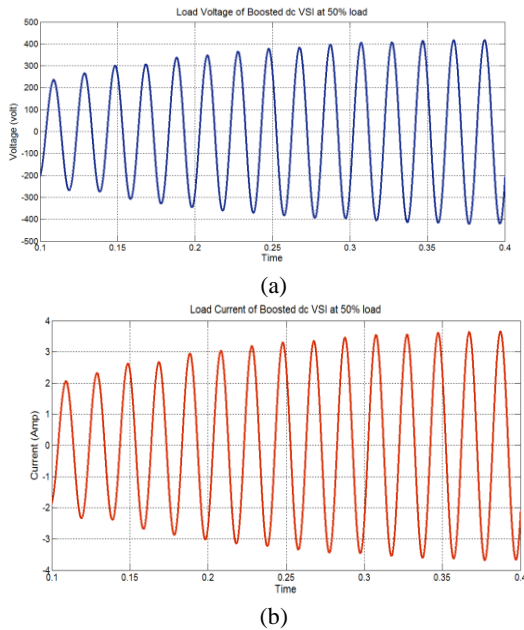 Load Voltage of Boosted dc VSI at 50% load
500
400
300
200
100
0
-100
-200
-300
-400
-500
Voltage (volt)
0.1 0.15 0.2 0.25 0.3 0.35 0.4
Time
(a)
Load Current of Boosted dc VSI at 50% load
4
3
2
1
0
-1
-2
-3
-4
Current (Amp)
0.1 0.15 0.2 0.25 0.3 0.35 0.4
Time
(b)